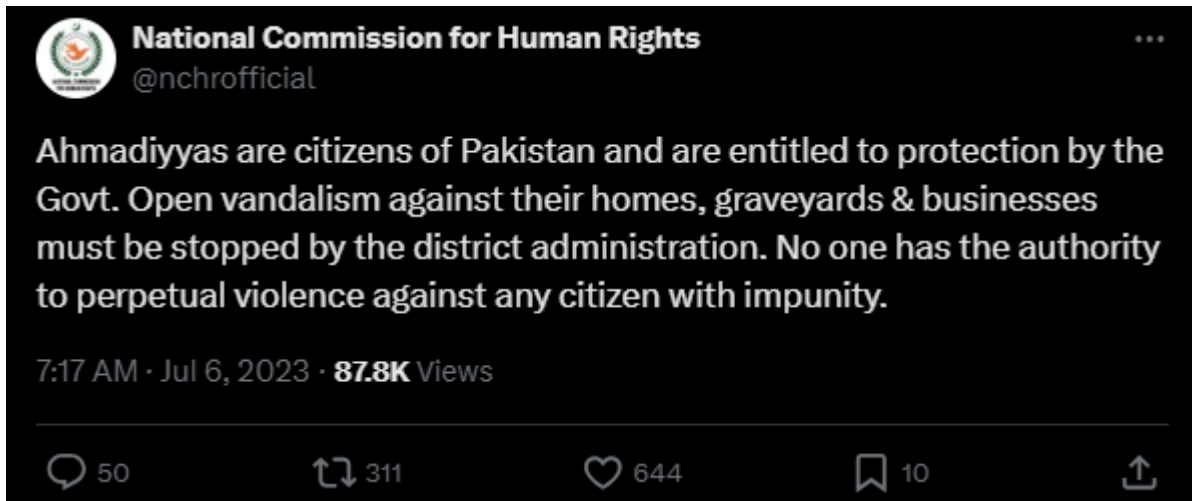 National Commission for Human Rights
@nchrofficial
Ahmadiyyas are citizens of Pakistan and are entitled to protection by the
Govt. Open vandalism against their homes, graveyards & businesses
must be stopped by the district administration. No one has the authority
to perpetual violence against any citizen with impunity.
7:17 AM · Jul 6, 2023 · 87.8K Views
50 311 644 10